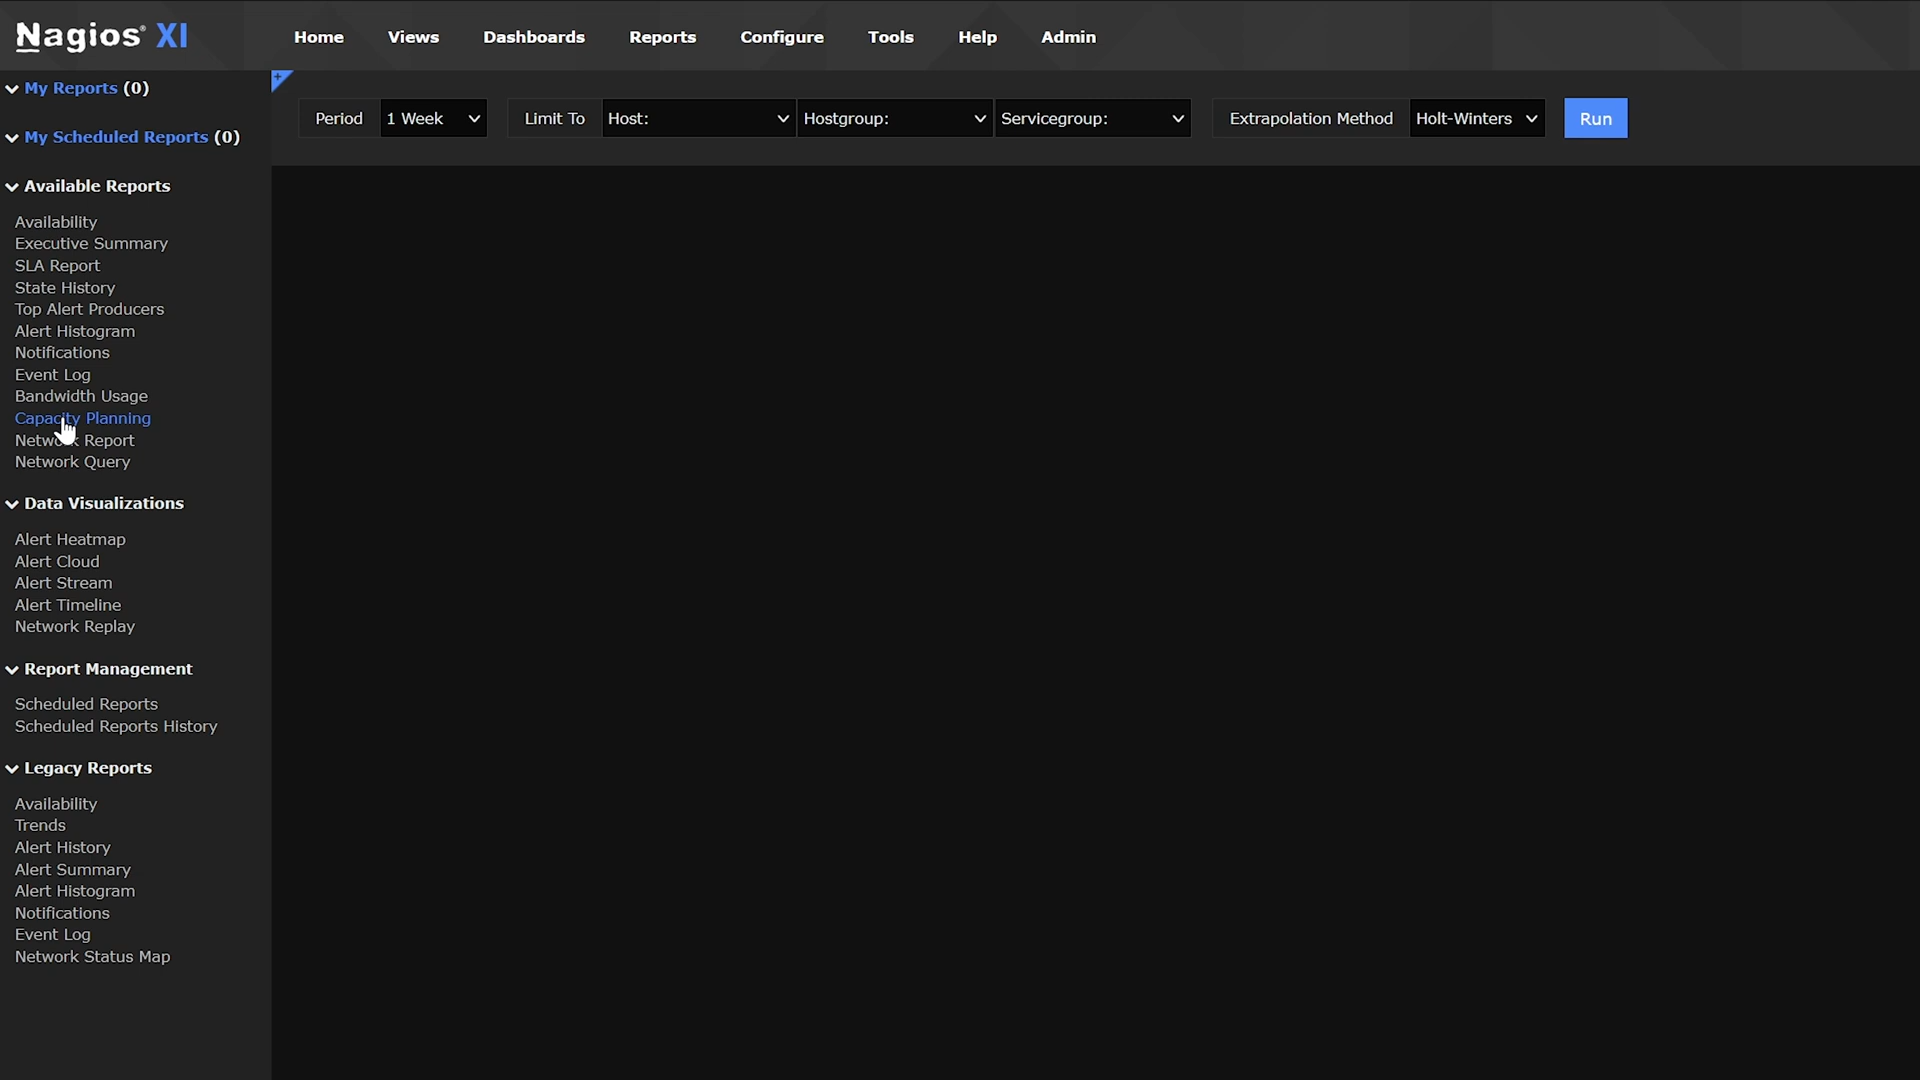 Nagios® XI
Home Views Dashboards Reports Configure Tools Help Admin
My Reports (0)
My Scheduled Reports (0)
Available Reports
Availability
Executive Summary
SLA Report
State History
Top Alert Producers
Alert Histogram
Notifications
Event Log
Bandwidth Usage
Capacity Planning
Network Report
Network Query
Data Visualizations
Alert Heatmap
Alert Cloud
Alert Stream
Alert Timeline
Network Replay
Report Management
Scheduled Reports
Scheduled Reports History
Legacy Reports
Availability
Trends
Alert History
Alert Summary
Alert Histogram
Notifications
Event Log
Network Status Map
+
Period 1 Week Limit To Host: Hostgroup: Servicegroup: Extrapolation Method Holt-Winters Run